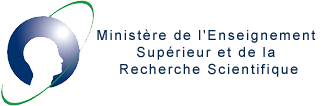 Ministère de l'Enseignement
Supérieur et de la
Recherche Scientifique